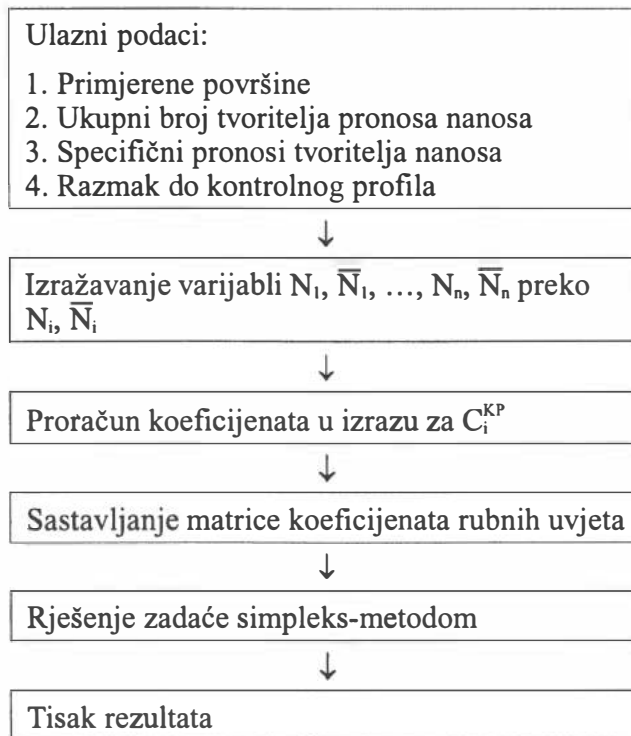 Ulazni podaci:
1. Primjerene površine
2. Ukupni broj tvoritelja pronosa nanosa
3. Specifični pronosi tvoritelja nanosa
4. Razmak do kontrolnog profila
↓
Izražavanje varijabli N₁, N̅₁, ..., Nₙ, N̅ₙ preko
Nᵢ, N̅ᵢ
↓
Proračun koeficijenata u izrazu za Cᵢᴷᴾ
↓
Sastavljanje matrice koeficijenata rubnih uvjeta
↓
Rješenje zadaće simpleks-metodom
↓
Tisak rezultata